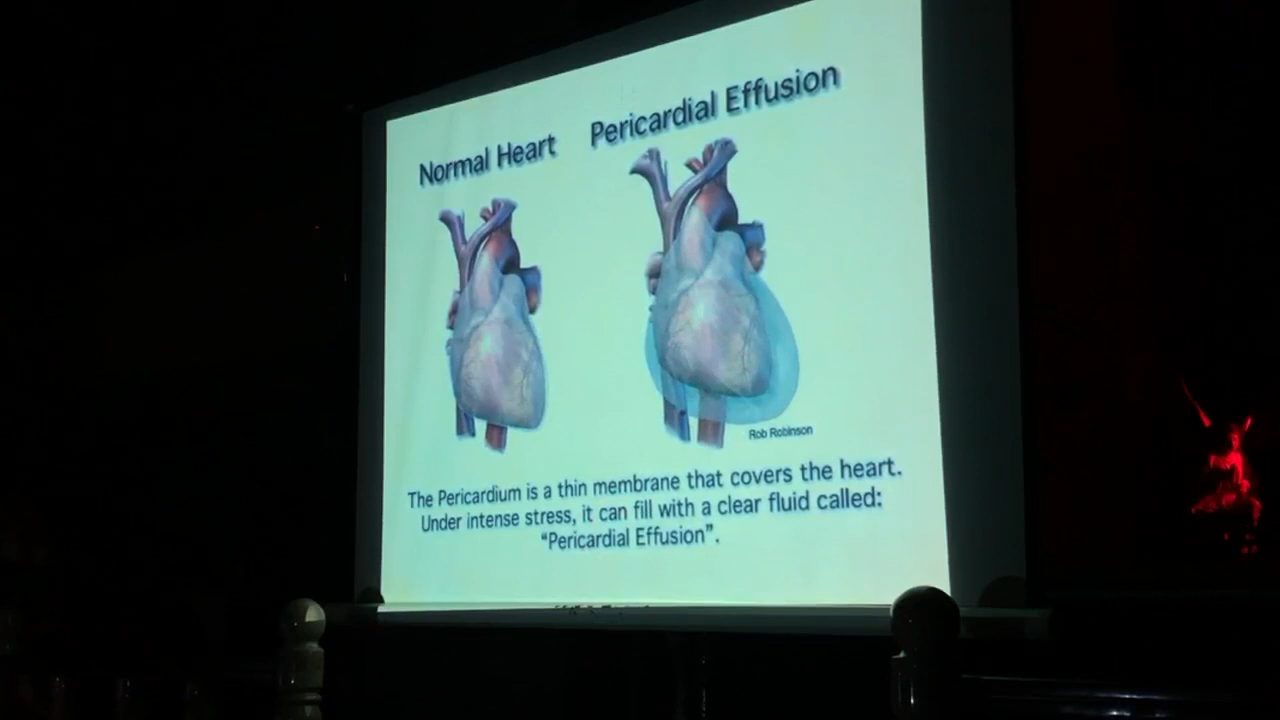 Normal Heart
Pericardial Effusion
Rob Robinson
The Pericardium is a thin membrane that covers the heart.
Under intense stress, it can fill with a clear fluid called:
“Pericardial Effusion”.